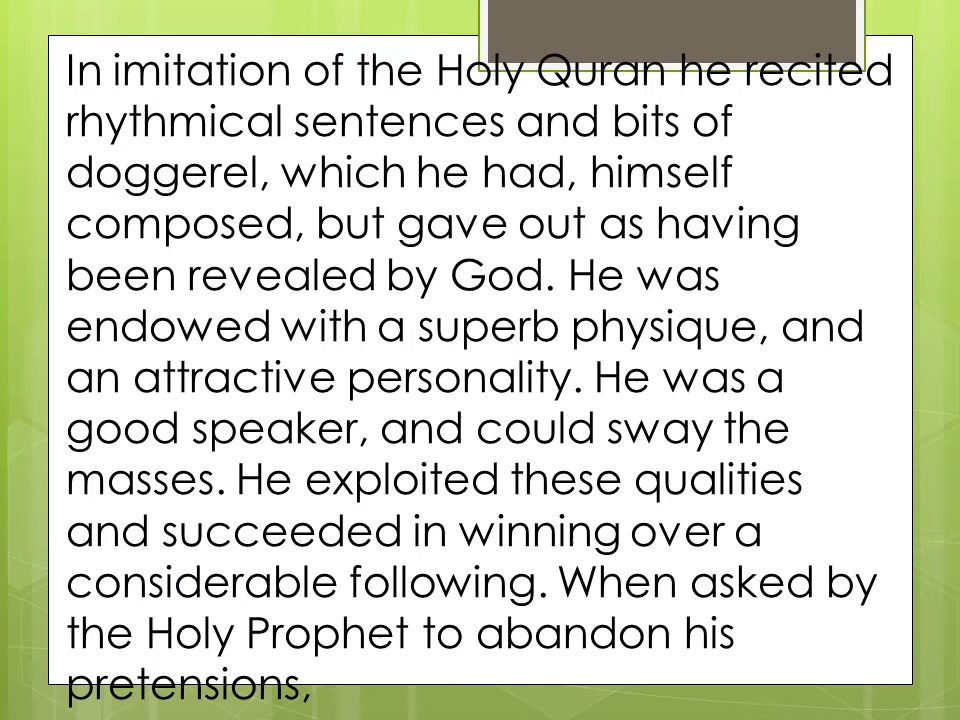 In imitation of the Holy Quran he recited
rhythmical sentences and bits of
doggerel, which he had, himself
composed, but gave out as having
been revealed by God. He was
endowed with a superb physique, and
an attractive personality. He was a
good speaker, and could sway the
masses. He exploited these qualities
and succeeded in winning over a
considerable following. When asked by
the Holy Prophet to abandon his
pretensions,